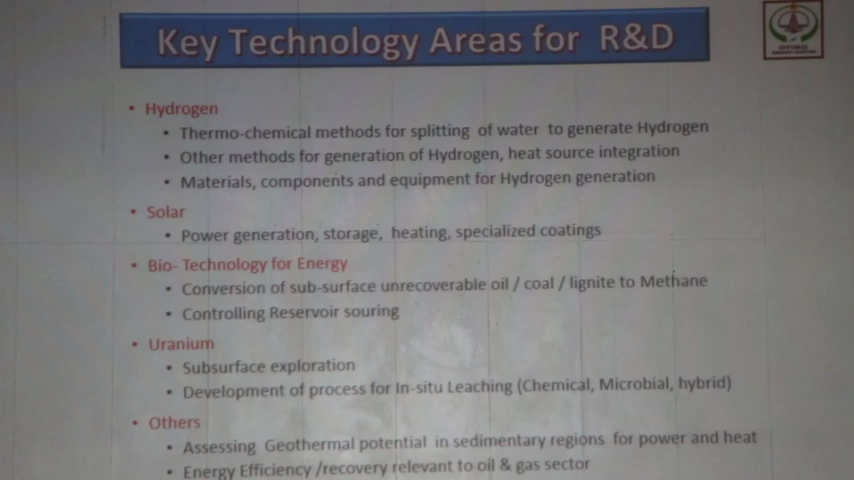 Key Technology Areas for R&D
• Hydrogen
• Thermo-chemical methods for splitting of water to generate Hydrogen
• Other methods for generation of Hydrogen, heat source integration
• Materials, components and equipment for Hydrogen generation
• Solar
• Power generation, storage, heating, specialized coatings
• Bio- Technology for Energy
• Conversion of sub-surface unrecoverable oil / coal / lignite to Methane
• Controlling Reservoir souring
• Uranium
• Subsurface exploration
• Development of process for In-situ Leaching (Chemical, Microbial, hybrid)
• Others
• Assessing Geothermal potential in sedimentary regions for power and heat
• Energy Efficiency /recovery relevant to oil & gas sector